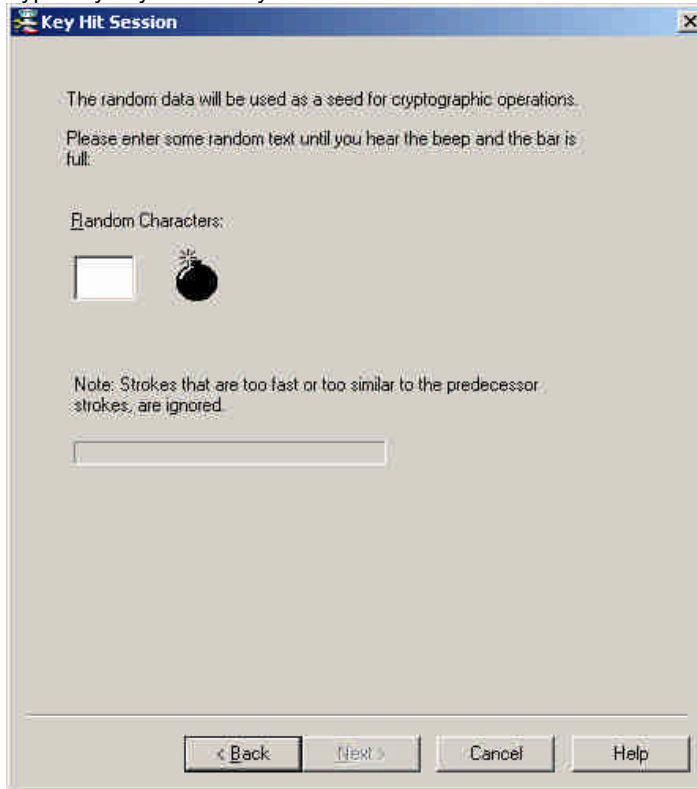 Key Hit Session
The random data will be used as a seed for cryptographic operations.
Please enter some random text until you hear the beep and the bar is
full:
Random Characters:
Note: Strokes that are too fast or too similar to the predecessor
strokes, are ignored.
< Back Next > Cancel Help